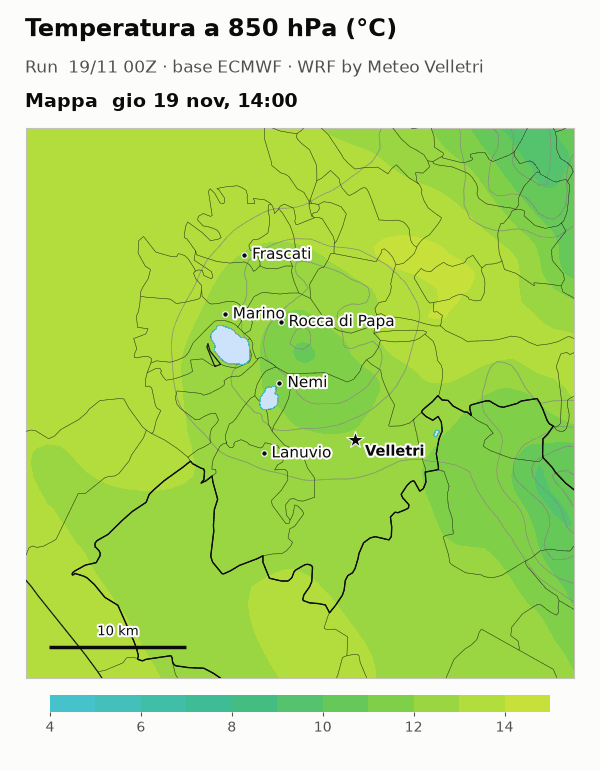 Temperatura a 850 hPa (°C)
Run  19/11 00Z · base ECMWF · WRF by Meteo Velletri
Mappa  gio 19 nov, 14:00
Frascati
Marino
Rocca di Papa
Nemi
Velletri
Lanuvio
10 km
4 6 8 10 12 14